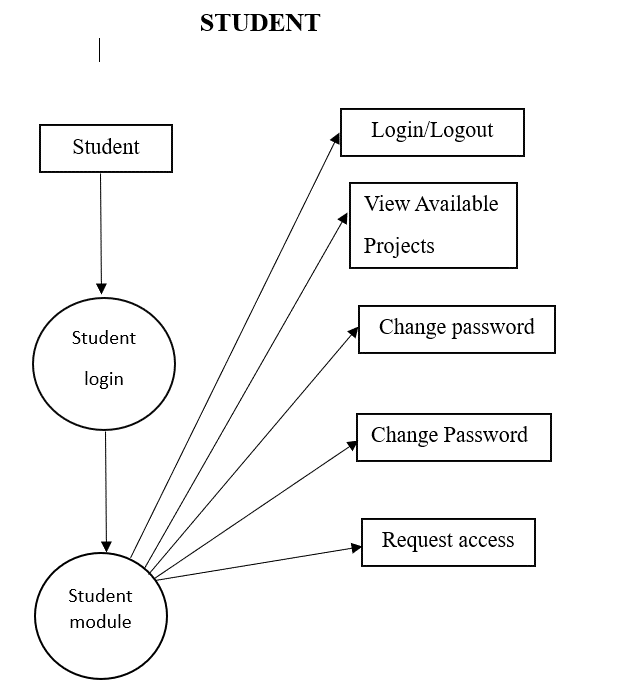 STUDENT
Student
Login/Logout
View Available
Projects
Student
login
Change password
Change Password
Request access
Student
module